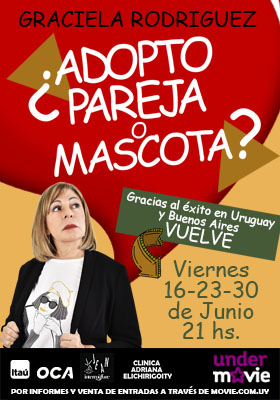 GRACIELA RODRIGUEZ
¿ADOPTO
PAREJA
O
MASCOTA?
Gracias al éxito en Uruguay
y Buenos Aires
VUELVE
Viernes
16-23-30
de Junio
21 hs.
under
movie
Itaú
OCA
CLINICA
ADRIANA
ELICHIRIGOITY
POR INFORMES Y VENTA DE ENTRADAS A TRAVÉS DE MOVIE.COM.UY